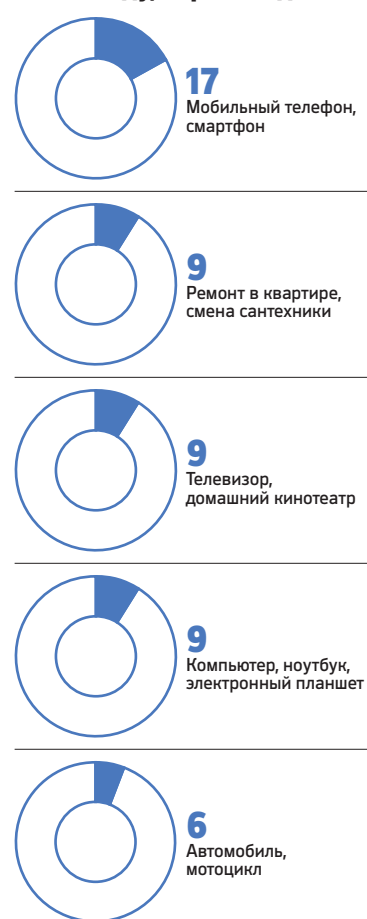 17
Мобильный телефон,
смартфон
9
Ремонт в квартире,
смена сантехники
9
Телевизор,
домашний кинотеатр
9
Компьютер, ноутбук,
электронный планшет
6
Автомобиль,
мотоцикл